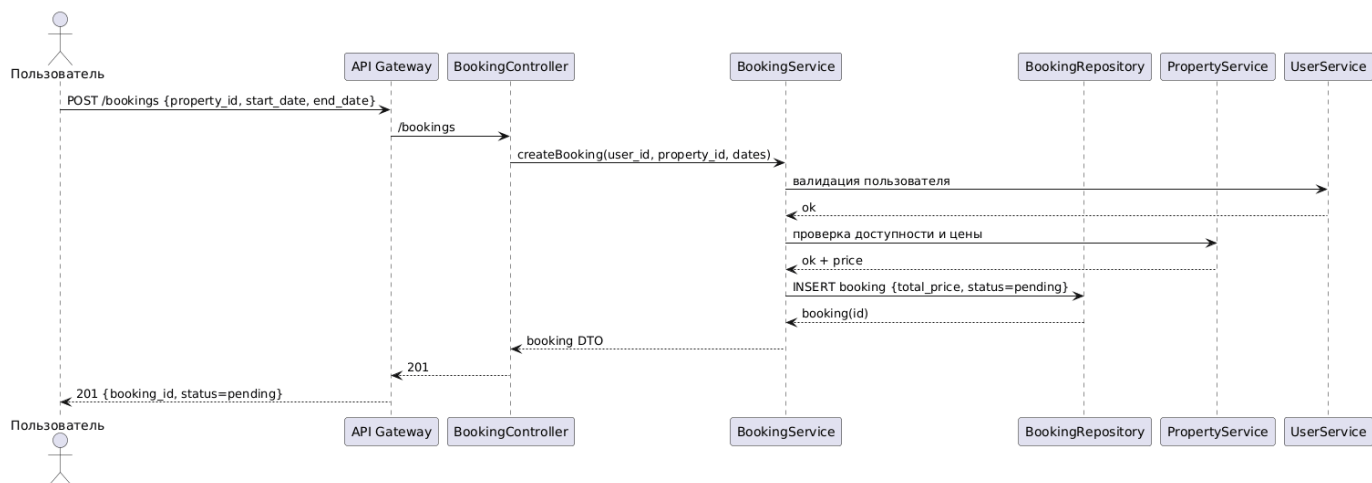 Пользователь
API Gateway
BookingController
BookingService
BookingRepository
PropertyService
UserService
POST /bookings {property_id, start_date, end_date}
/bookings
createBooking(user_id, property_id, dates)
валидация пользователя
ok
проверка доступности и цены
ok + price
INSERT booking {total_price, status=pending}
booking(id)
booking DTO
201
201 {booking_id, status=pending}
Пользователь
API Gateway
BookingController
BookingService
BookingRepository
PropertyService
UserService